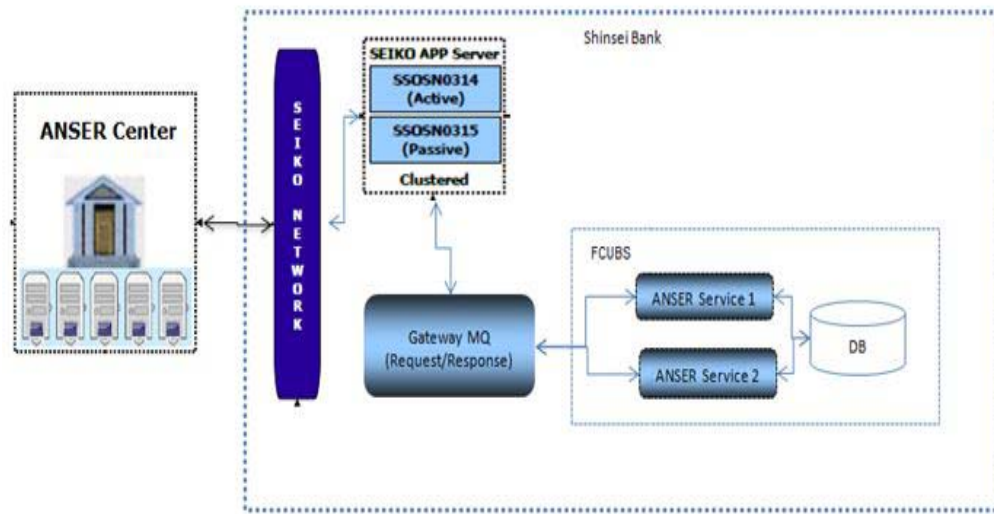 Shinsei Bank
ANSER Center
SEIKO NETWORK
SEIKO APP Server
SSOSN0314
(Active)
SSOSN0315
(Passive)
Clustered
Gateway MQ
(Request/Response)
FCUBS
ANSER Service 1
ANSER Service 2
DB